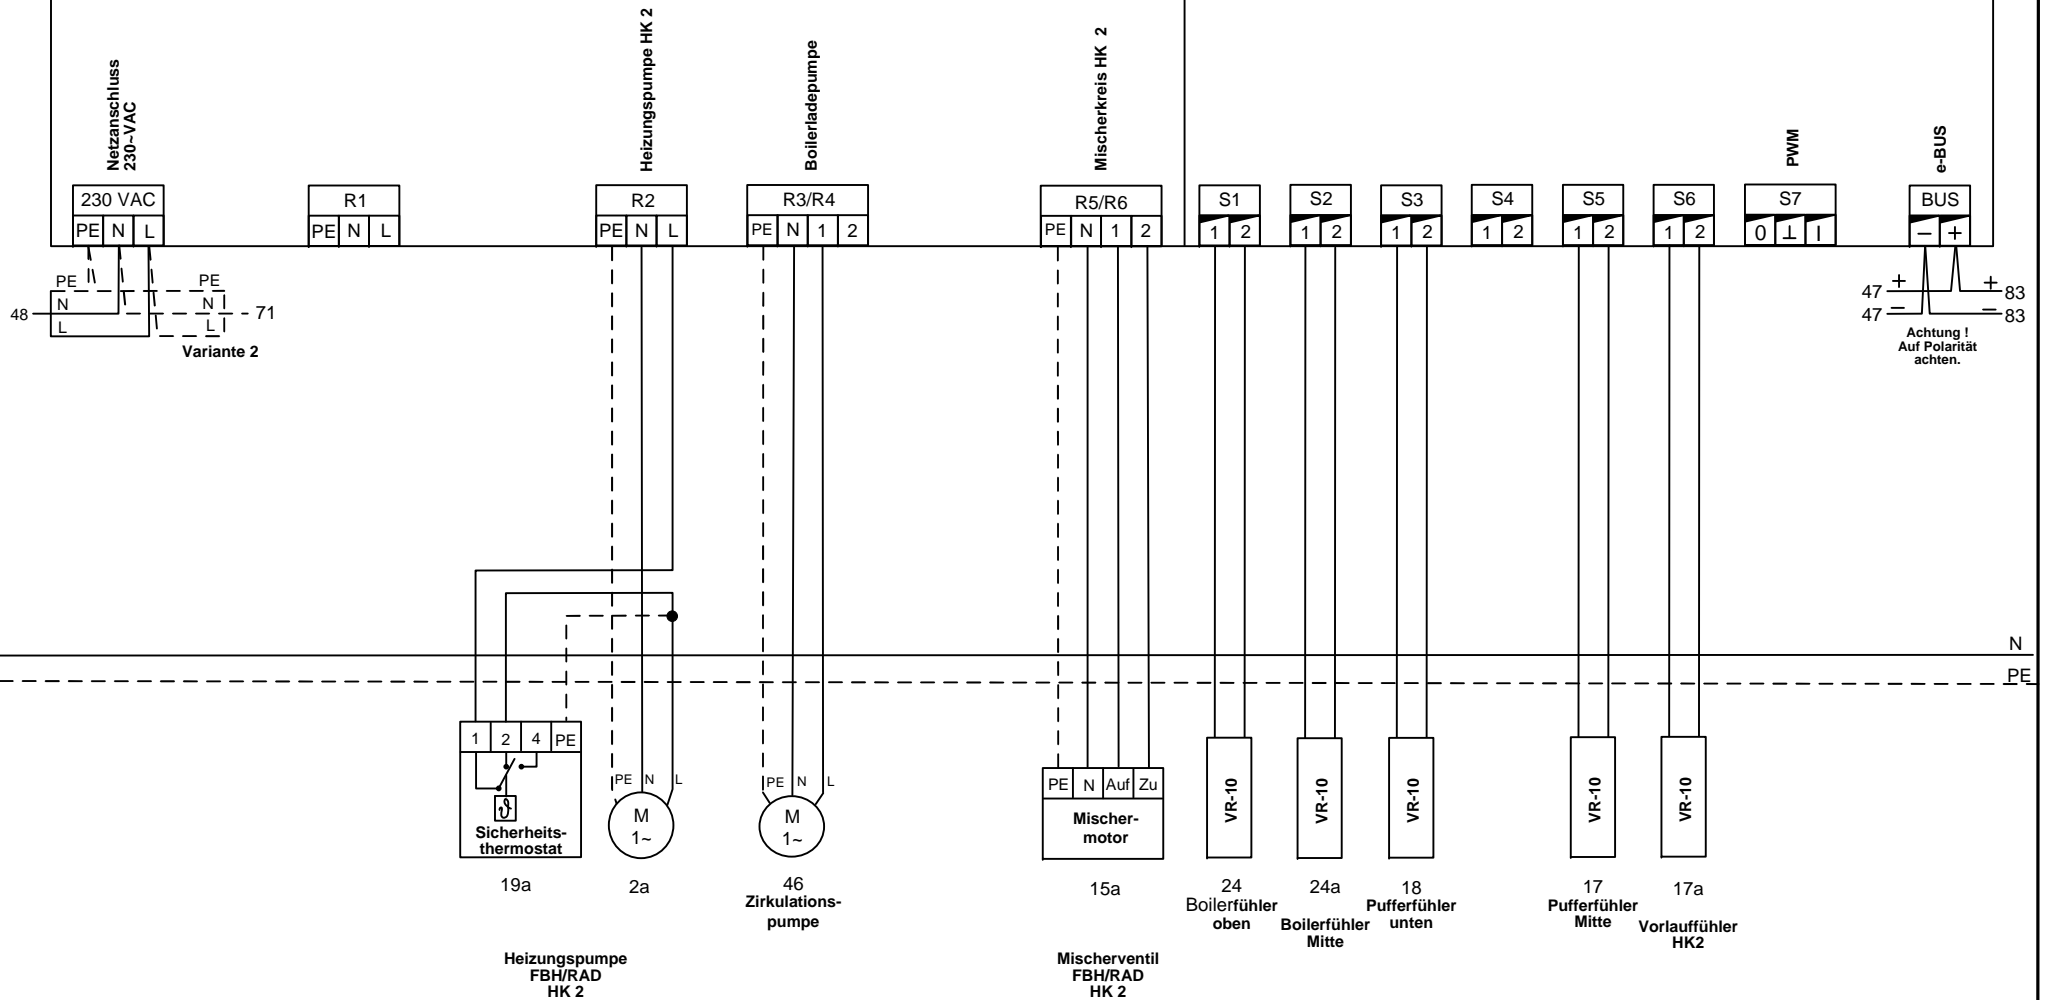 Netzanschluss
230~VAC
Heizungspumpe HK 2
Boilerladepumpe
Mischerkreis HK 2
PWM
e-BUS
230 VAC
R1
R2
R3/R4
R5/R6
S1
S2
S3
S4
S5
S6
S7
BUS
PE N L
PE N L
PE N L
PE N 1 2
PE N 1 2
1 2
1 2
1 2
1 2
1 2
1 2
0 ⊥ |
− +
PE PE
48 N N 71
L L
Variante 2
47 + + 83
47 − − 83
Achtung !
Auf Polarität
achten.
N
PE
1 2 4 PE
ϑ
Sicherheits-
thermostat
19a
PE N L
M
1~
2a
Heizungspumpe
FBH/RAD
HK 2
PE N L
M
1~
46
Zirkulations-
pumpe
PE N Auf Zu
Mischer-
motor
15a
Mischerventil
FBH/RAD
HK 2
VR-10
24
Boilerfühler
oben
VR-10
24a
Boilerfühler
Mitte
VR-10
18
Pufferfühler
unten
VR-10
17
Pufferfühler
Mitte
VR-10
17a
Vorlauffühler
HK2